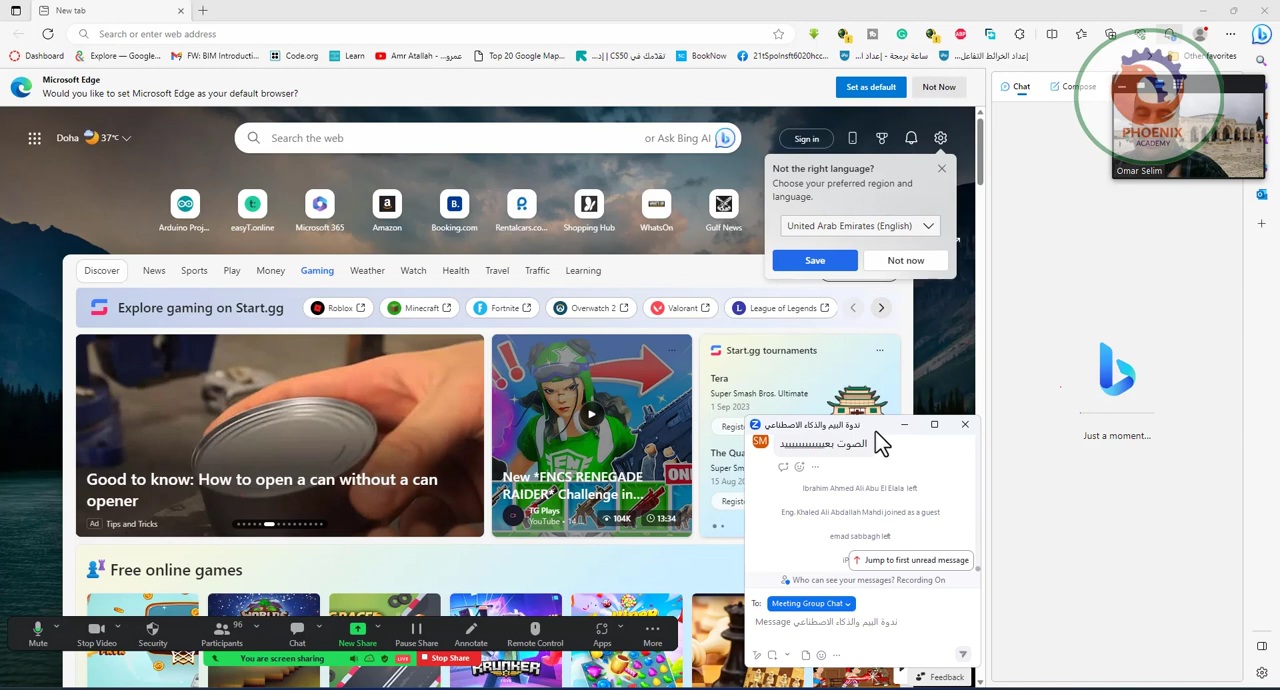 New tab
Search or enter web address
Dashboard
Explore — Google...
FW: BIM Introducti...
Code.org
Learn
Amr Atallah - عمرو...
Day 20 Google Map...
تقدمك في CS50 | إد...
BookNow
21tSpoInsft6020hcc...
ساعة برمجة - إعداد ا...
إعداد الخرائط التفاعل...
Other favorites
Microsoft Edge
Would you like to set Microsoft Edge as your default browser?
Set as default
Not Now
Chat
Compose
PHOENIX
ACADEMY
Omar Selim
Doha
37°C
Search the web
or Ask Bing AI
Sign in
Not the right language?
Choose your preferred region and
language.
United Arab Emirates (English)
Save
Not now
Arduino Proj...
easyT.online
Microsoft 365
Amazon
Booking.com
Rentalcars.co...
Shopping Hub
WhatsOn
Gulf News
Discover
News
Sports
Play
Money
Gaming
Weather
Watch
Health
Travel
Traffic
Learning
Explore gaming on Start.gg
Roblox
Minecraft
Fortnite
Overwatch 2
Valorant
League of Legends
Good to know: How to open a can without a can
opener
Ad
Tips and Tricks
New *FNCS RENEGADE
RAIDER* Challenge in...
TG Plays
104K
13:34
Start.gg tournaments
Tera
Super Smash Bros. Ultimate
1 Sep 2023
Regist
The Qua
Super Sm
15 Aug 20
Regist
Free online games
ندوة البيم والذكاء الاصطناعي
SM
Ibrahim Ahmed Ali Abu El Elala left
Eng. Khaled Ali Abdallah Mahdi joined as a guest
emad sabbagh left
Jump to first unread message
Who can see your messages? Recording On
To:
Meeting Group Chat
Message ندوة البيم والذكاء الاصطناعي
Just a moment...
Mute
Stop Video
Security
96
Participants
Chat
New Share
Pause Share
Annotate
Remote Control
Apps
More
You are screen sharing
LIVE
Stop Share
Feedback